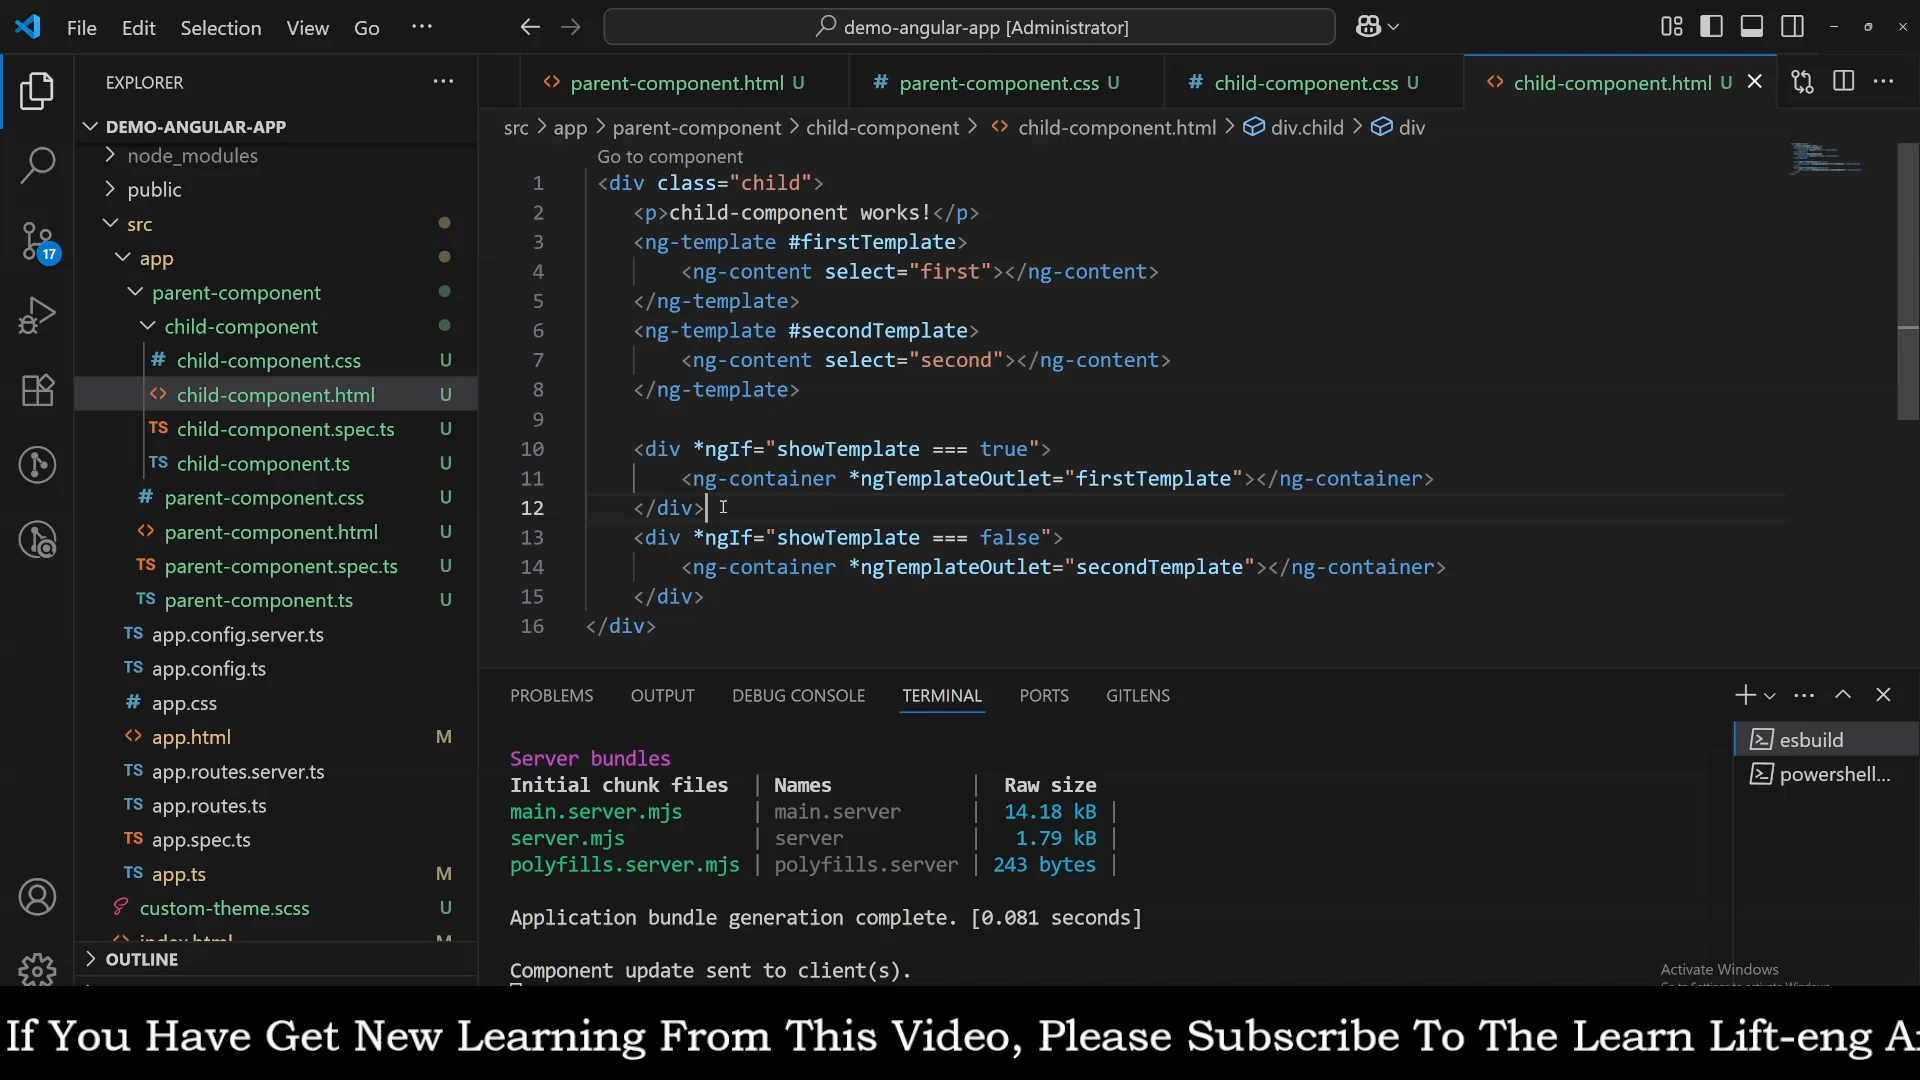 File Edit Selection View Go ··· demo-angular-app [Administrator]
EXPLORER ···
DEMO-ANGULAR-APP
node_modules
public
src
app
parent-component
child-component
# child-component.css U
<> child-component.html U
TS child-component.spec.ts U
TS child-component.ts U
# parent-component.css U
<> parent-component.html U
TS parent-component.spec.ts U
TS parent-component.ts U
TS app.config.server.ts
TS app.config.ts
# app.css
<> app.html M
TS app.routes.server.ts
TS app.routes.ts
TS app.spec.ts
TS app.ts M
custom-theme.scss U
<> index.html M
OUTLINE
17
<> parent-component.html U # parent-component.css U # child-component.css U <> child-component.html U
src > app > parent-component > child-component > <> child-component.html > div.child > div
Go to component
1 <div class="child">
2 <p>child-component works!</p>
3 <ng-template #firstTemplate>
4 <ng-content select="first"></ng-content>
5 </ng-template>
6 <ng-template #secondTemplate>
7 <ng-content select="second"></ng-content>
8 </ng-template>
9
10 <div *ngIf="showTemplate === true">
11 <ng-container *ngTemplateOutlet="firstTemplate"></ng-container>
12 </div>
13 <div *ngIf="showTemplate === false">
14 <ng-container *ngTemplateOutlet="secondTemplate"></ng-container>
15 </div>
16 </div>
PROBLEMS OUTPUT DEBUG CONSOLE TERMINAL PORTS GITLENS
Server bundles
Initial chunk files | Names | Raw size
main.server.mjs | main.server | 14.18 kB |
server.mjs | server | 1.79 kB |
polyfills.server.mjs | polyfills.server | 243 bytes |
Application bundle generation complete. [0.081 seconds]
Component update sent to client(s).
esbuild
powershell...
Activate Windows
If You Have Get New Learning From This Video, Please Subscribe To The Learn Lift-eng A